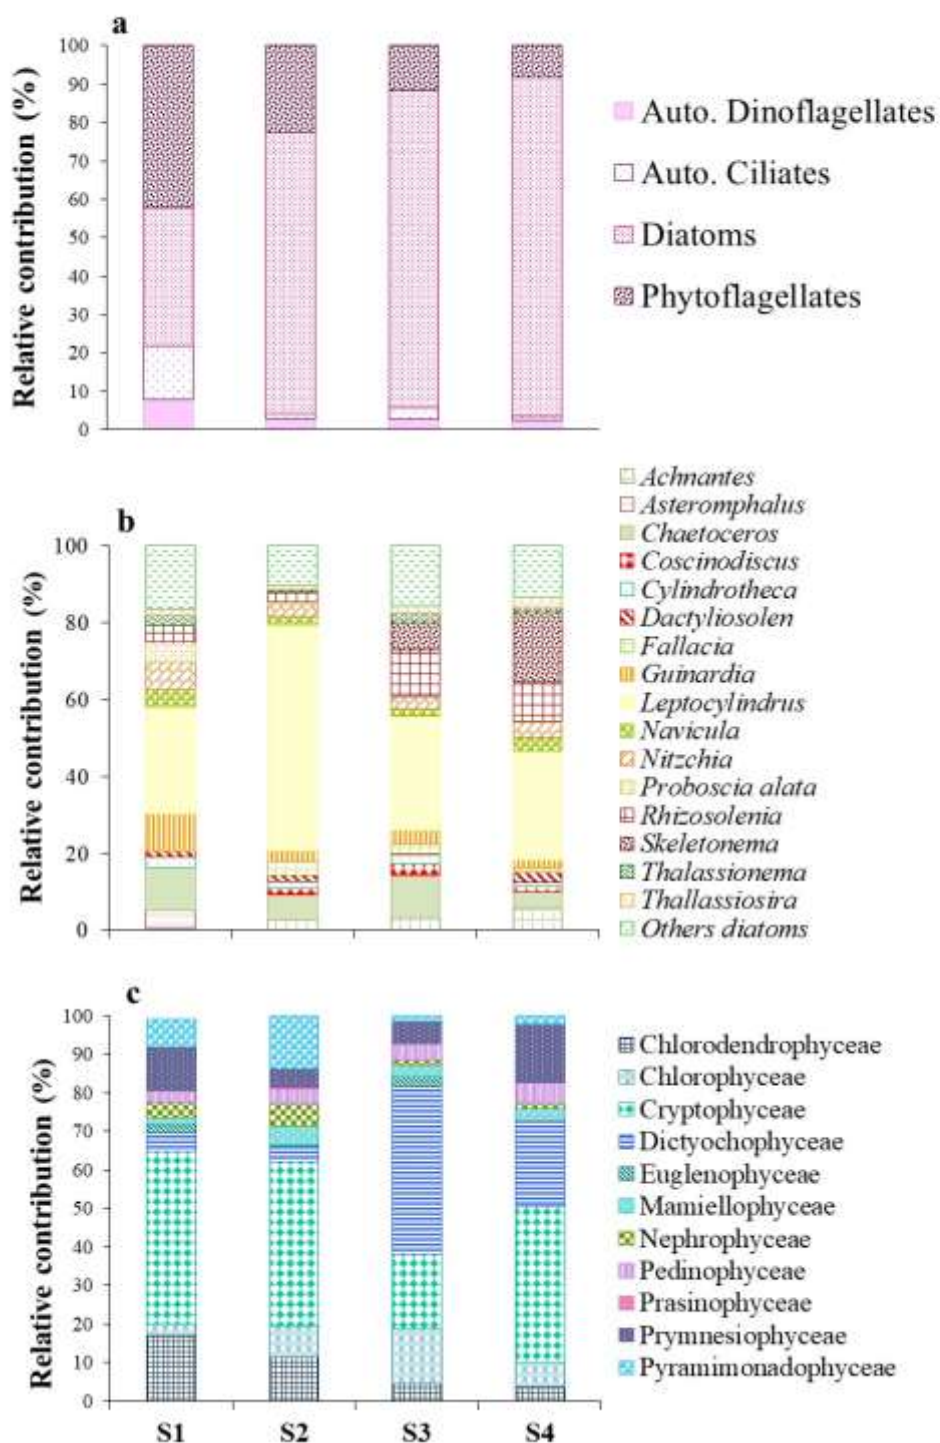 a
Relative contribution (%)
100
90
80
70
60
50
40
30
20
10
0
Auto. Dinoflagellates
Auto. Ciliates
Diatoms
Phytoflagellates
b
Relative contribution (%)
100
80
60
40
20
0
Achnantes
Asteromphalus
Chaetoceros
Coscinodiscus
Cylindrotheca
Dactyliosolen
Fallacia
Guinardia
Leptocylindrus
Navicula
Nitzchia
Proboscia alata
Rhizosolenia
Skeletonema
Thalassionema
Thallassiosira
Others diatoms
c
Relative contribution (%)
100
90
80
70
60
50
40
30
20
10
0
Chlorodendrophyceae
Chlorophyceae
Cryptophyceae
Dictyochophyceae
Euglenophyceae
Mamiellophyceae
Nephrophyceae
Pedinophyceae
Prasinophyceae
Prymnesiophyceae
Pyramimonadophyceae
S1 S2 S3 S4